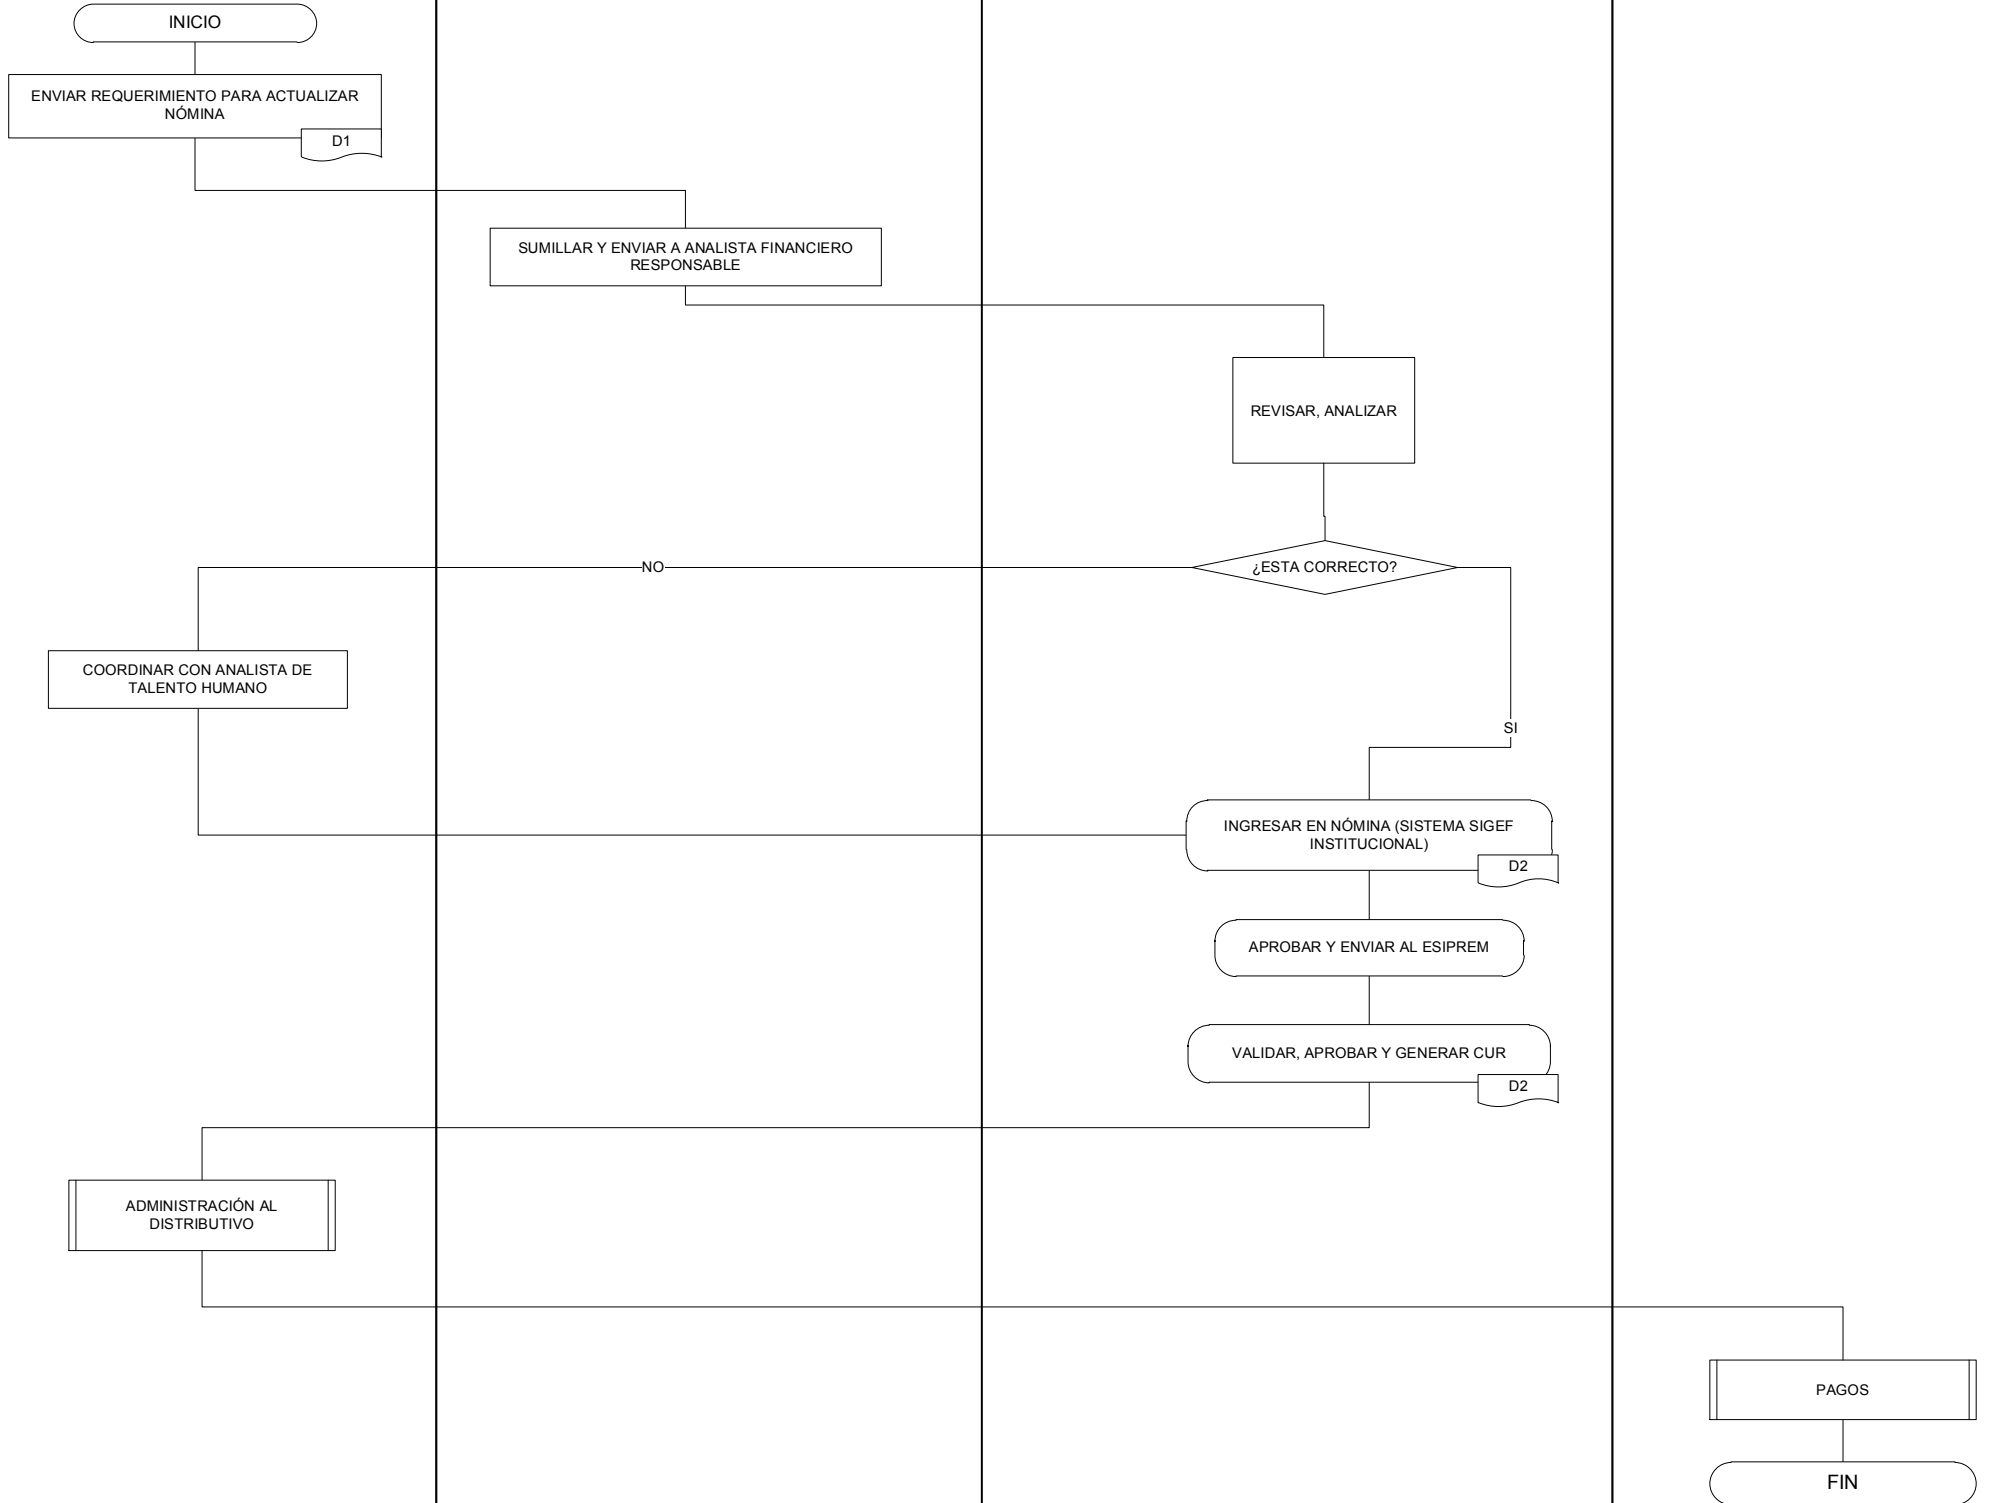 INICIO
ENVIAR REQUERIMIENTO PARA ACTUALIZAR
NÓMINA
D1
SUMILLAR Y ENVIAR A ANALISTA FINANCIERO
RESPONSABLE
REVISAR, ANALIZAR
¿ESTA CORRECTO?
NO
COORDINAR CON ANALISTA DE
TALENTO HUMANO
SI
INGRESAR EN NÓMINA (SISTEMA SIGEF
INSTITUCIONAL)
D2
APROBAR Y ENVIAR AL ESIPREM
VALIDAR, APROBAR Y GENERAR CUR
D2
ADMINISTRACIÓN AL
DISTRIBUTIVO
PAGOS
FIN